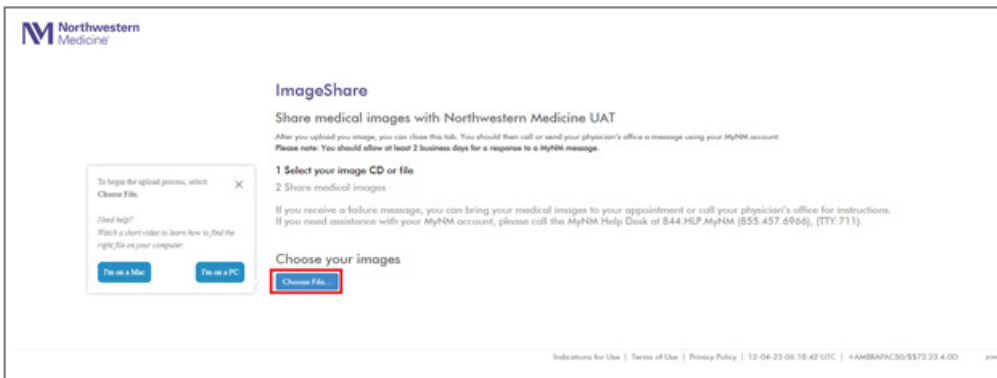 Northwestern
Medicine
ImageShare
Share medical images with Northwestern Medicine UAT
After you upload you image, you can close this tab. You should then call or send your physician's office a message using your MyNM account.
Please note: You should allow at least 2 business days for a response to a MyNM message.
1 Select your image CD or file
2 Share medical images
If you receive a failure message, you can bring your medical images to your appointment or call your physician's office for instructions.
If you need assistance with your MyNM account, please call the MyNM Help Desk at 844.HLP.MyNM (855.457.6966), (TTY:711).
To begin the upload process, select
Choose File.
Need help?
Watch a short video to learn how to find the
right file on your computer:
I'm on a Mac
I'm on a PC
Choose your images
Choose File...
Indications for Use | Terms of Use | Privacy Policy | 12-04-23 06:18:42 UTC |